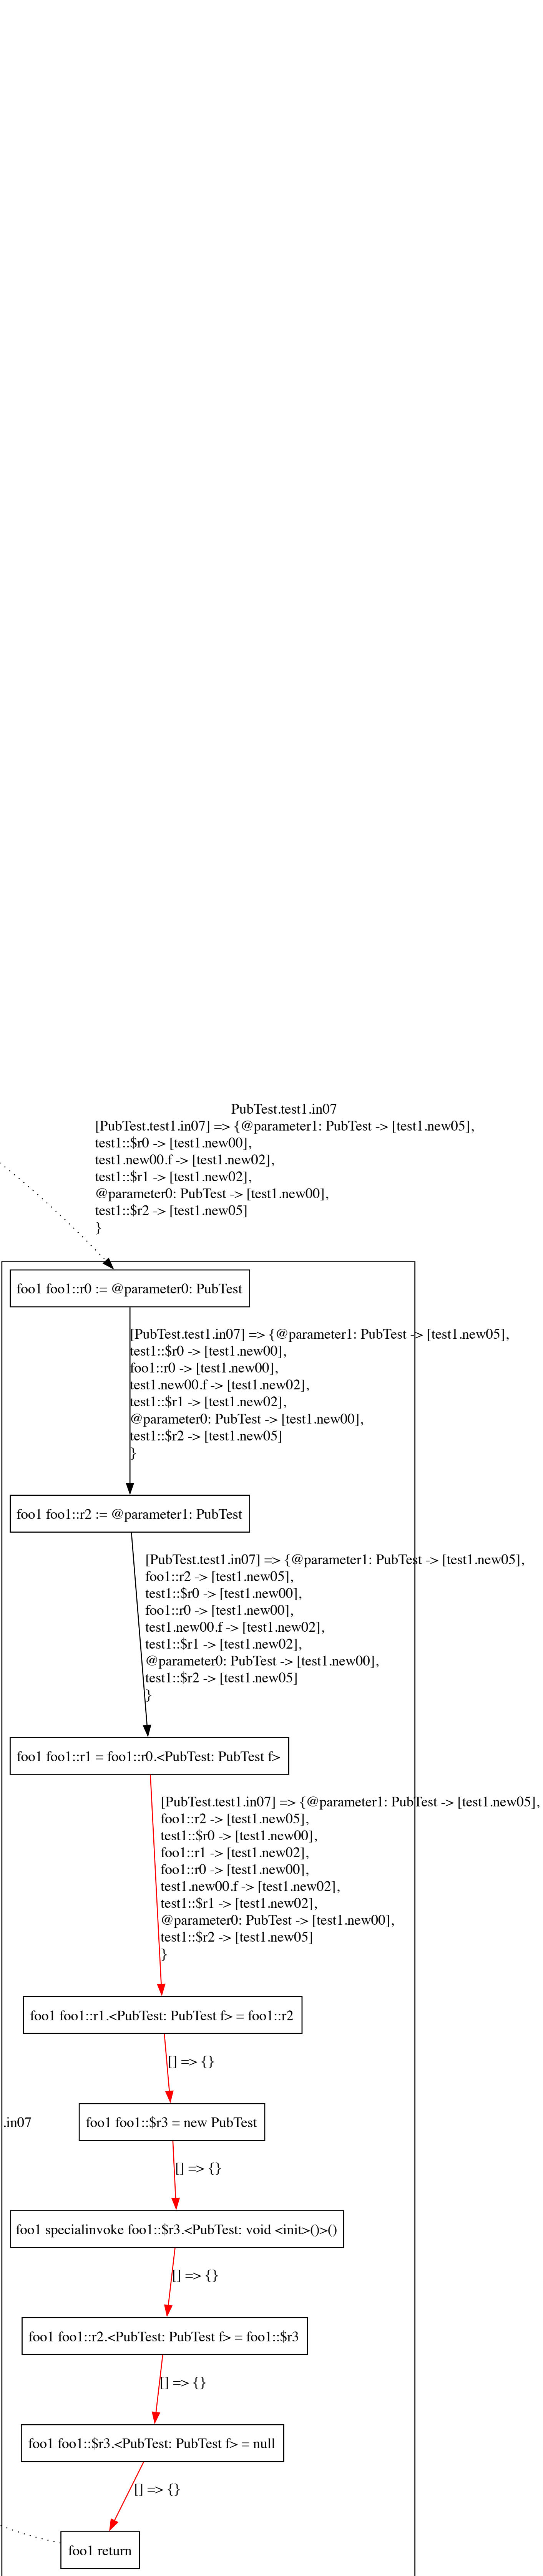 PubTest.test1.in07
[PubTest.test1.in07] => {@parameter1: PubTest -> [test1.new05],
test1::$r0 -> [test1.new00],
test1.new00.f -> [test1.new02],
test1::$r1 -> [test1.new02],
@parameter0: PubTest -> [test1.new00],
test1::$r2 -> [test1.new05]
}
foo1 foo1::r0 := @parameter0: PubTest
[PubTest.test1.in07] => {@parameter1: PubTest -> [test1.new05],
test1::$r0 -> [test1.new00],
foo1::r0 -> [test1.new00],
test1.new00.f -> [test1.new02],
test1::$r1 -> [test1.new02],
@parameter0: PubTest -> [test1.new00],
test1::$r2 -> [test1.new05]
}
foo1 foo1::r2 := @parameter1: PubTest
[PubTest.test1.in07] => {@parameter1: PubTest -> [test1.new05],
foo1::r2 -> [test1.new05],
test1::$r0 -> [test1.new00],
foo1::r0 -> [test1.new00],
test1.new00.f -> [test1.new02],
test1::$r1 -> [test1.new02],
@parameter0: PubTest -> [test1.new00],
test1::$r2 -> [test1.new05]
}
foo1 foo1::r1 = foo1::r0.<PubTest: PubTest f>
[PubTest.test1.in07] => {@parameter1: PubTest -> [test1.new05],
foo1::r2 -> [test1.new05],
test1::$r0 -> [test1.new00],
foo1::r1 -> [test1.new02],
foo1::r0 -> [test1.new00],
test1.new00.f -> [test1.new02],
test1::$r1 -> [test1.new02],
@parameter0: PubTest -> [test1.new00],
test1::$r2 -> [test1.new05]
}
foo1 foo1::r1.<PubTest: PubTest f> = foo1::r2
[] => {}
.in07
foo1 foo1::$r3 = new PubTest
[] => {}
foo1 specialinvoke foo1::$r3.<PubTest: void <init>()>()
[] => {}
foo1 foo1::r2.<PubTest: PubTest f> = foo1::$r3
[] => {}
foo1 foo1::$r3.<PubTest: PubTest f> = null
[] => {}
foo1 return